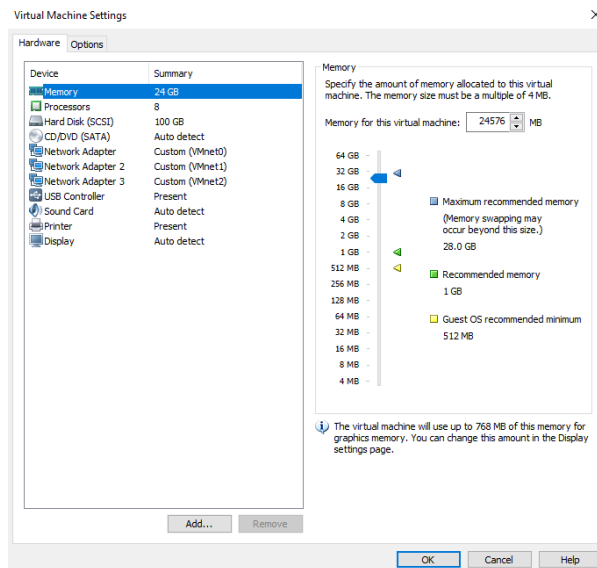 Virtual Machine Settings
Hardware Options
Device Summary
Memory 24 GB
Processors 8
Hard Disk (SCSI) 100 GB
CD/DVD (SATA) Auto detect
Network Adapter Custom (VMnet0)
Network Adapter 2 Custom (VMnet1)
Network Adapter 3 Custom (VMnet2)
USB Controller Present
Sound Card Auto detect
Printer Present
Display Auto detect
Add... Remove
Memory
Specify the amount of memory allocated to this virtual
machine. The memory size must be a multiple of 4 MB.
Memory for this virtual machine: 24576 MB
64 GB
32 GB
16 GB
8 GB
4 GB
2 GB
1 GB
512 MB
256 MB
128 MB
64 MB
32 MB
16 MB
8 MB
4 MB
Maximum recommended memory
(Memory swapping may
occur beyond this size.)
28.0 GB
Recommended memory
1 GB
Guest OS recommended minimum
512 MB
The virtual machine will use up to 768 MB of this memory for
graphics memory. You can change this amount in the Display
settings page.
OK Cancel Help